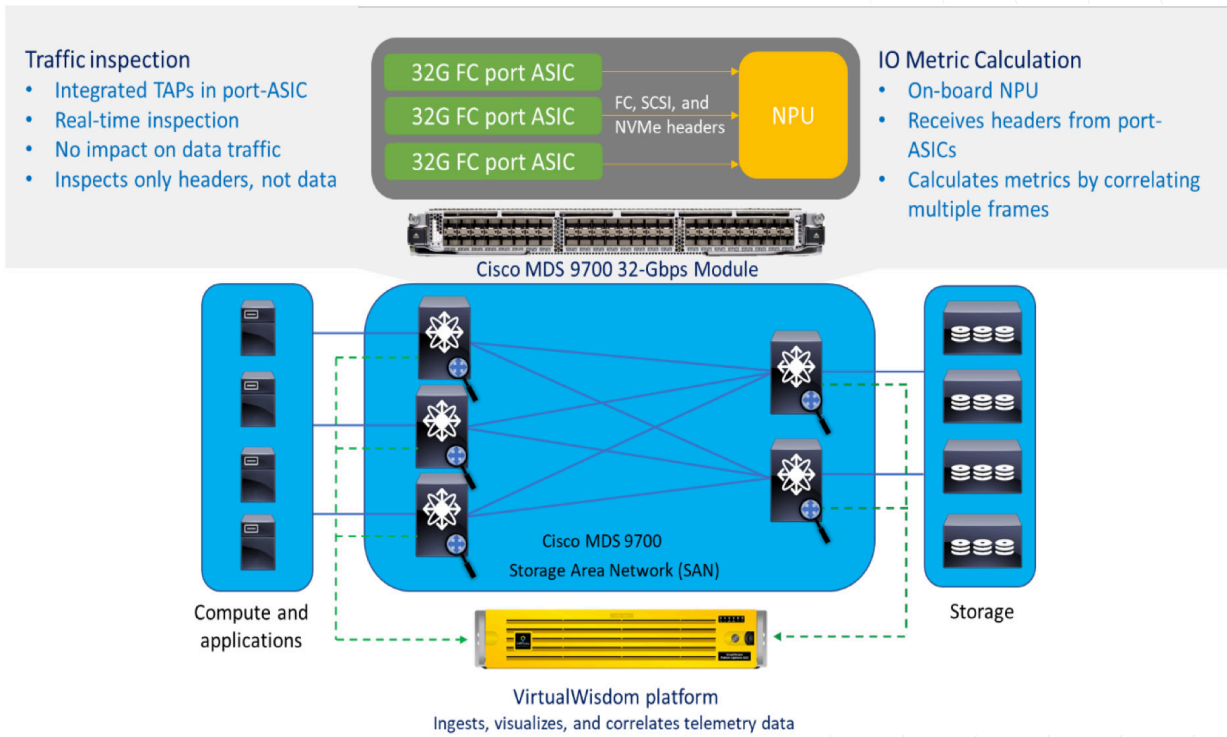 Traffic inspection
• Integrated TAPs in port-ASIC
• Real-time inspection
• No impact on data traffic
• Inspects only headers, not data
32G FC port ASIC
32G FC port ASIC
32G FC port ASIC
FC, SCSI, and
NVMe headers
NPU
IO Metric Calculation
• On-board NPU
• Receives headers from port-
ASICs
• Calculates metrics by correlating
multiple frames
Cisco MDS 9700 32-Gbps Module
Cisco MDS 9700
Storage Area Network (SAN)
Compute and
applications
Storage
VirtualWisdom platform
Ingests, visualizes, and correlates telemetry data